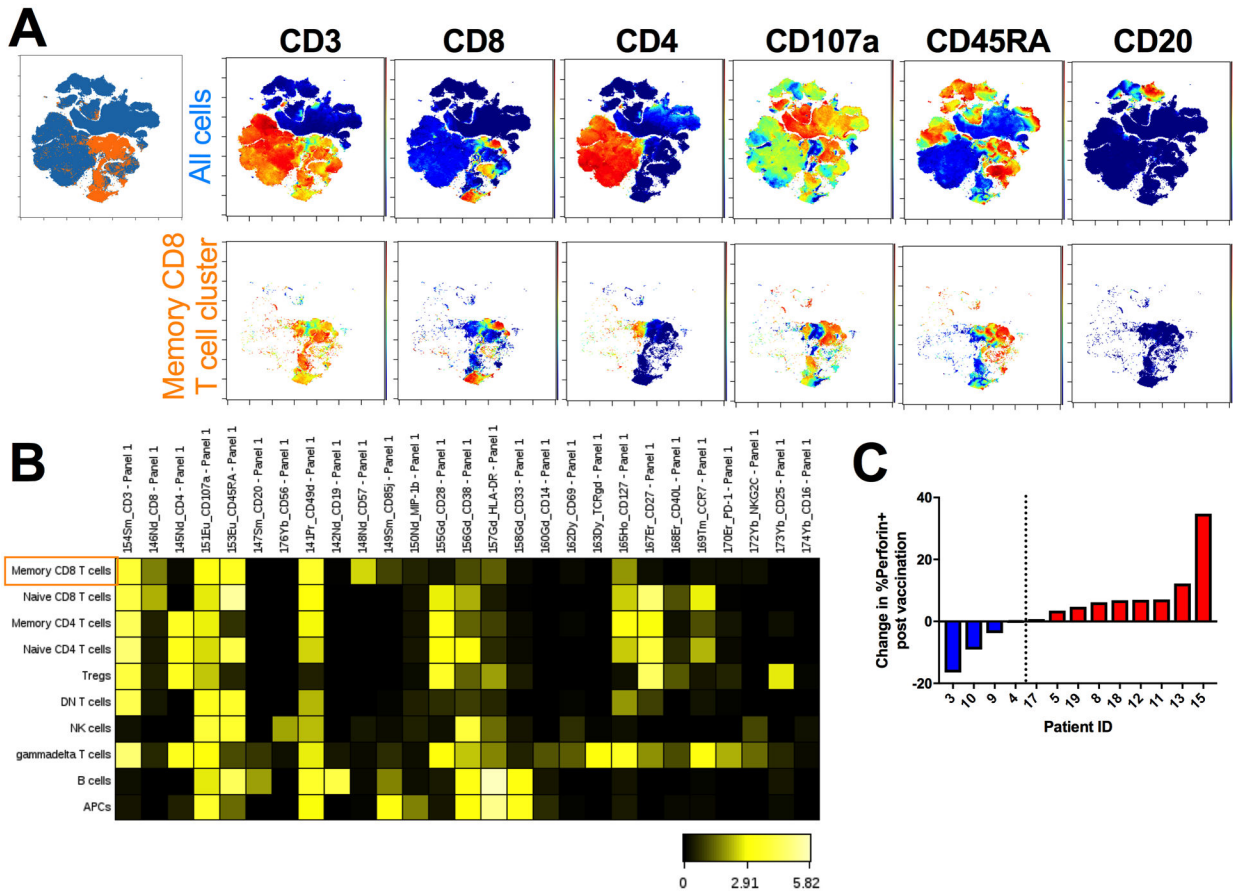 A
CD3
CD8
CD4
CD107a
CD45RA
CD20
All cells
Memory CD8
T cell cluster
B
154Sm_CD3 - Panel 1
146Nd_CD8 - Panel 1
145Nd_CD4 - Panel 1
151Eu_CD107a - Panel 1
153Eu_CD45RA - Panel 1
147Sm_CD20 - Panel 1
176Yb_CD56 - Panel 1
141Pr_CD49d - Panel 1
142Nd_CD19 - Panel 1
148Nd_CD57 - Panel 1
149Sm_CD85j - Panel 1
150Nd_MIP-1b - Panel 1
155Gd_CD28 - Panel 1
156Gd_CD38 - Panel 1
157Gd_HLA-DR - Panel 1
158Gd_CD33 - Panel 1
160Gd_CD14 - Panel 1
162Dy_CD69 - Panel 1
163Dy_TCRgd - Panel 1
165Ho_CD127 - Panel 1
167Er_CD27 - Panel 1
168Er_CD40L - Panel 1
169Tm_CCR7 - Panel 1
170Er_PD-1 - Panel 1
172Yb_NKG2C - Panel 1
173Yb_CD25 - Panel 1
174Yb_CD16 - Panel 1
Memory CD8 T cells
Naive CD8 T cells
Memory CD4 T cells
Naive CD4 T cells
Tregs
DN T cells
NK cells
gammadelta T cells
B cells
APCs
0 2.91 5.82
C
Change in %Perforin+
post vaccination
40
20
0
-20
3 10 9 4 17 5 19 8 18 12 11 13 15
Patient ID